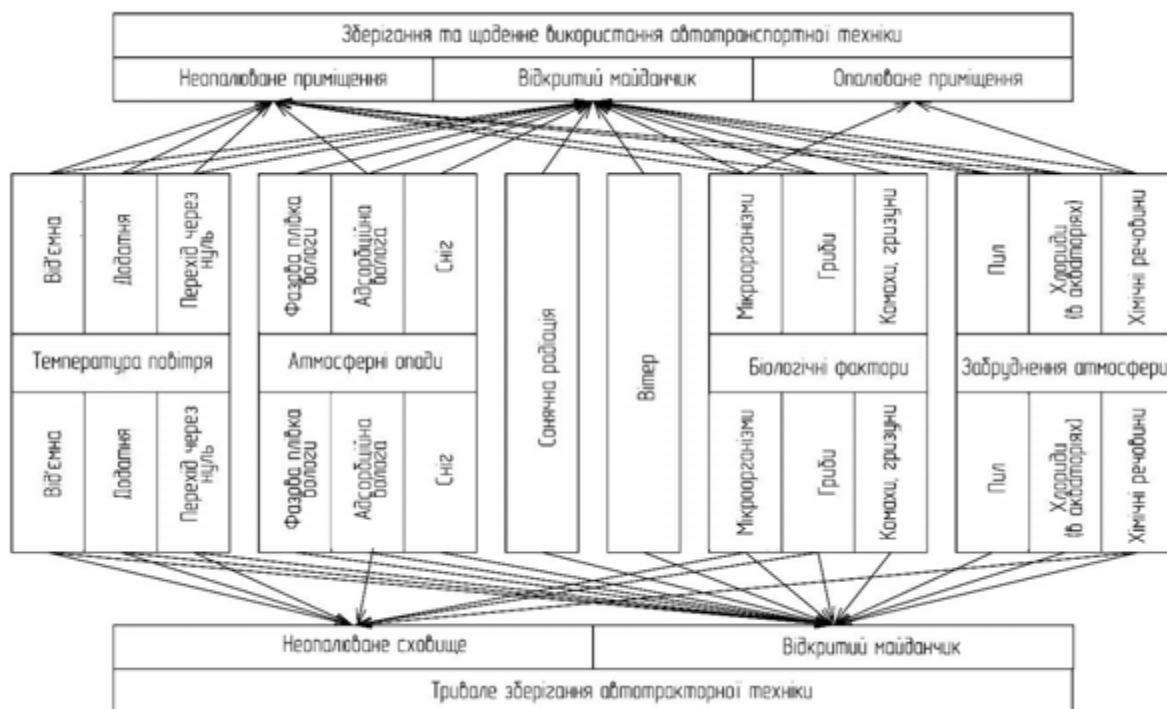 Зберігання та щоденне використання автотранспортної техніки
Неопалюване приміщення
Відкритий майданчик
Опалюване приміщення
Від'ємна
Додатня
Перехід через
нуль
Фазова плівка
вологи
Адсорбційна
волога
Сніг
Сонячна радіація
Вітер
Мікроорганізми
Гриби
Комахи, гризуни
Пил
Хлориди
(в акваторіях)
Хімічні речовини
Температура повітря
Атмосферні опади
Біологічні фактори
Забруднення атмосфери
Від'ємна
Додатня
Перехід через
нуль
Фазова плівка
вологи
Адсорбційна
волога
Сніг
Мікроорганізми
Гриби
Комахи, гризуни
Пил
Хлориди
(в акваторіях)
Хімічні речовини
Неопалюване сховище
Відкритий майданчик
Тривале зберігання автотракторної техніки